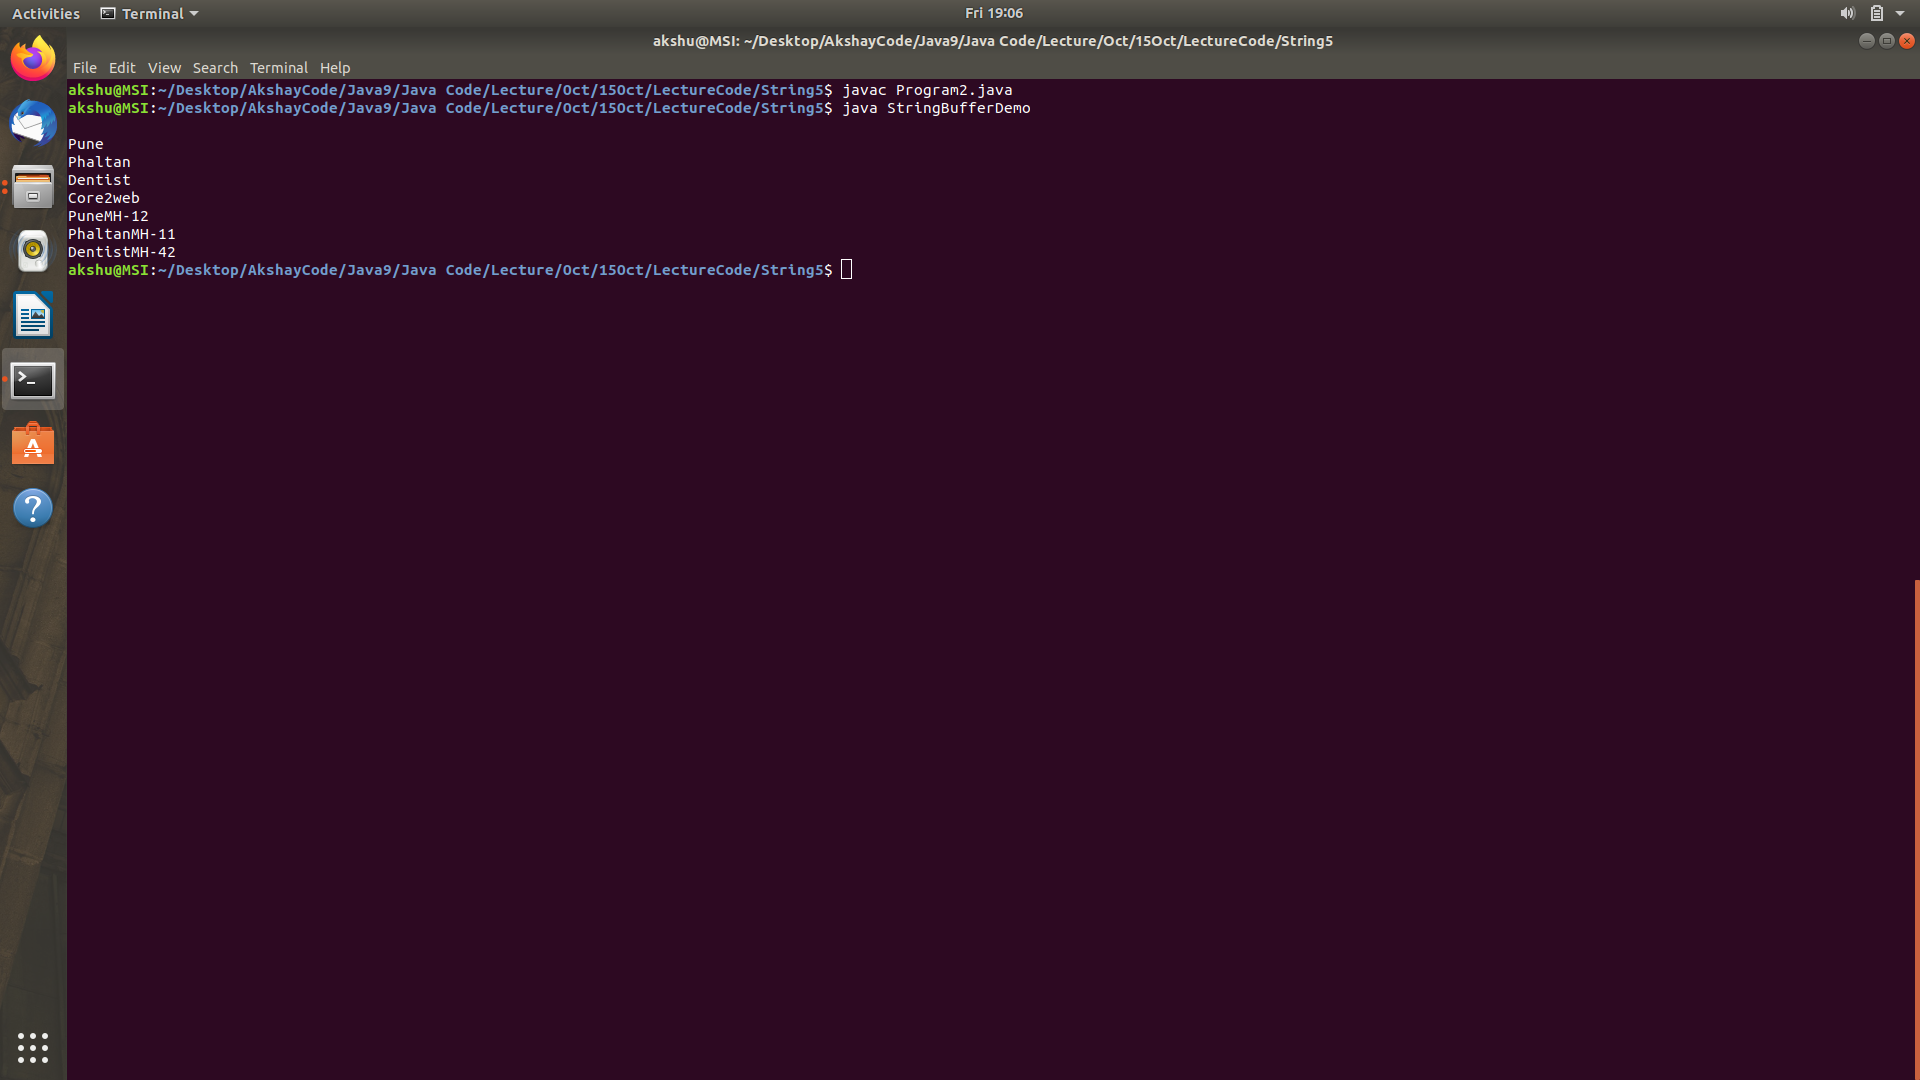 Activities
Terminal
Fri 19:06
akshu@MSI: ~/Desktop/AkshayCode/Java9/Java Code/Lecture/Oct/15Oct/LectureCode/String5
File Edit View Search Terminal Help
akshu@MSI:~/Desktop/AkshayCode/Java9/Java Code/Lecture/Oct/15Oct/LectureCode/String5$ javac Program2.java
akshu@MSI:~/Desktop/AkshayCode/Java9/Java Code/Lecture/Oct/15Oct/LectureCode/String5$ java StringBufferDemo
Pune
Phaltan
Dentist
Core2web
PuneMH-12
PhaltanMH-11
DentistMH-42
akshu@MSI:~/Desktop/AkshayCode/Java9/Java Code/Lecture/Oct/15Oct/LectureCode/String5$